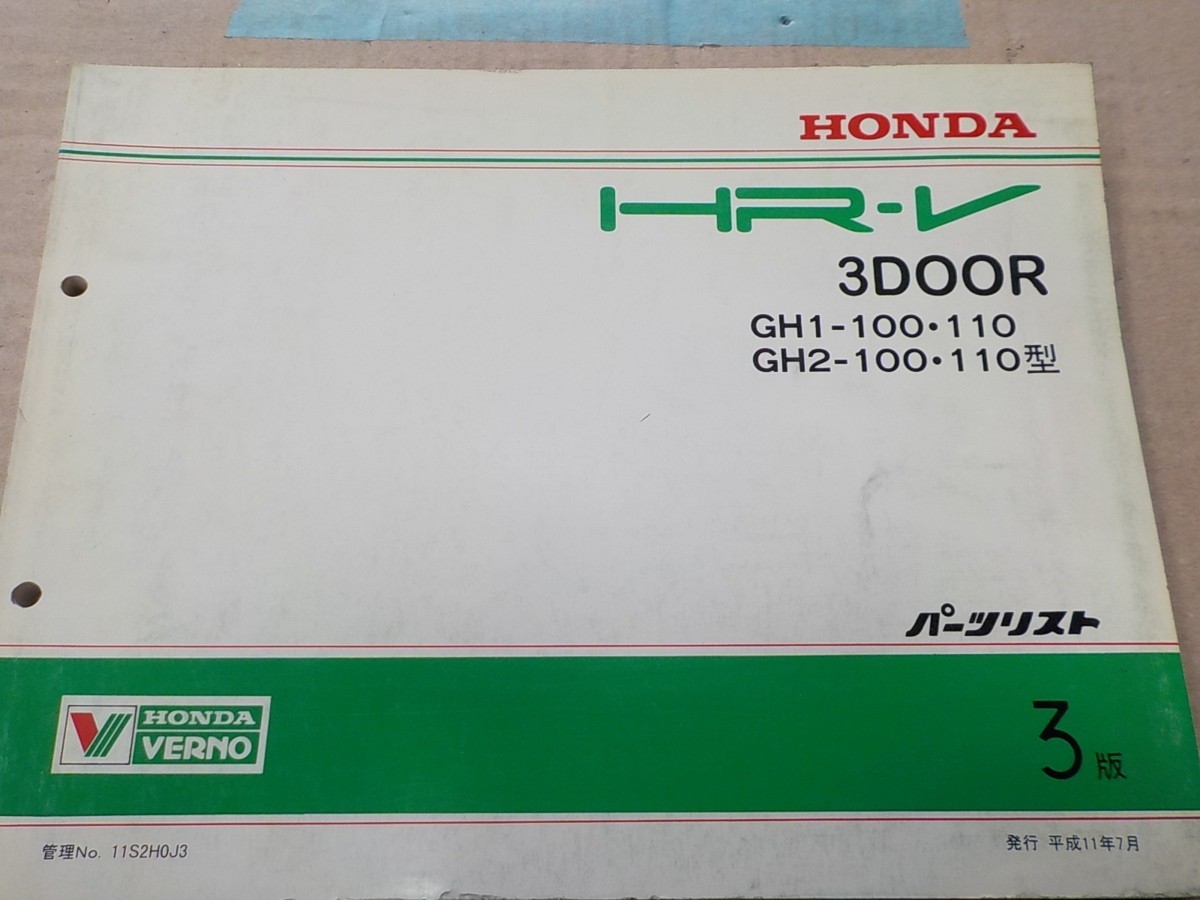 HONDA
HR-V
3DOOR
GH1-100・110
GH2-100・110型
パーツリスト
HONDA
VERNO
3版
管理No. 11S2H0J3
発行 平成11年7月